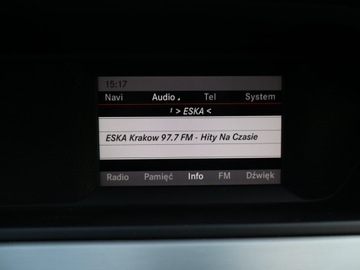 15:17
Navi Audio Tel System
1 > ESKA <
ESKA Krakow 97.7 FM - Hity Na Czasie
Radio Pamięć Info FM Dźwięk